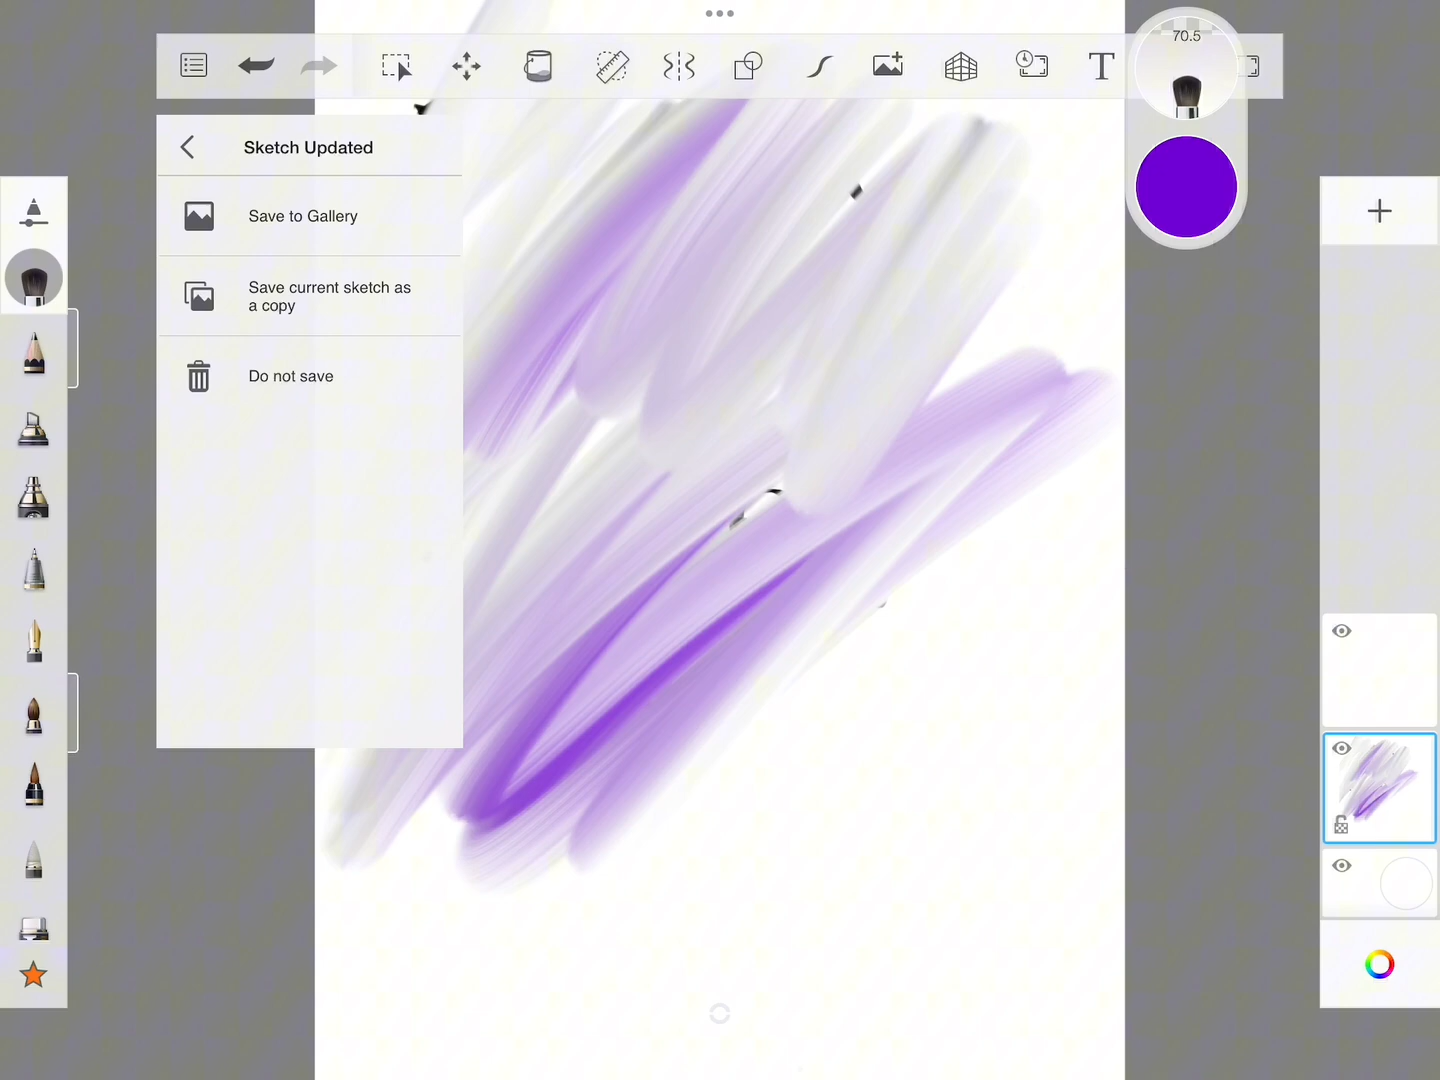 70.5
Sketch Updated
Save to Gallery
Save current sketch as
a copy
Do not save